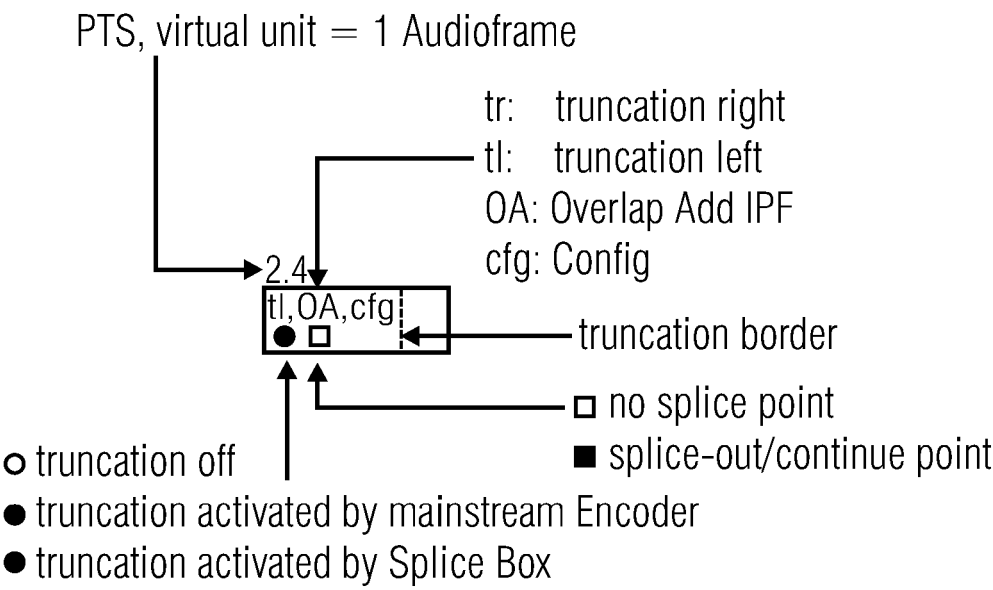 PTS, virtual unit = 1 Audioframe
tr: truncation right
tl: truncation left
OA: Overlap Add IPF
cfg: Config
2.4
tl,OA,cfg
truncation border
no splice point
splice-out/continue point
truncation off
truncation activated by mainstream Encoder
truncation activated by Splice Box